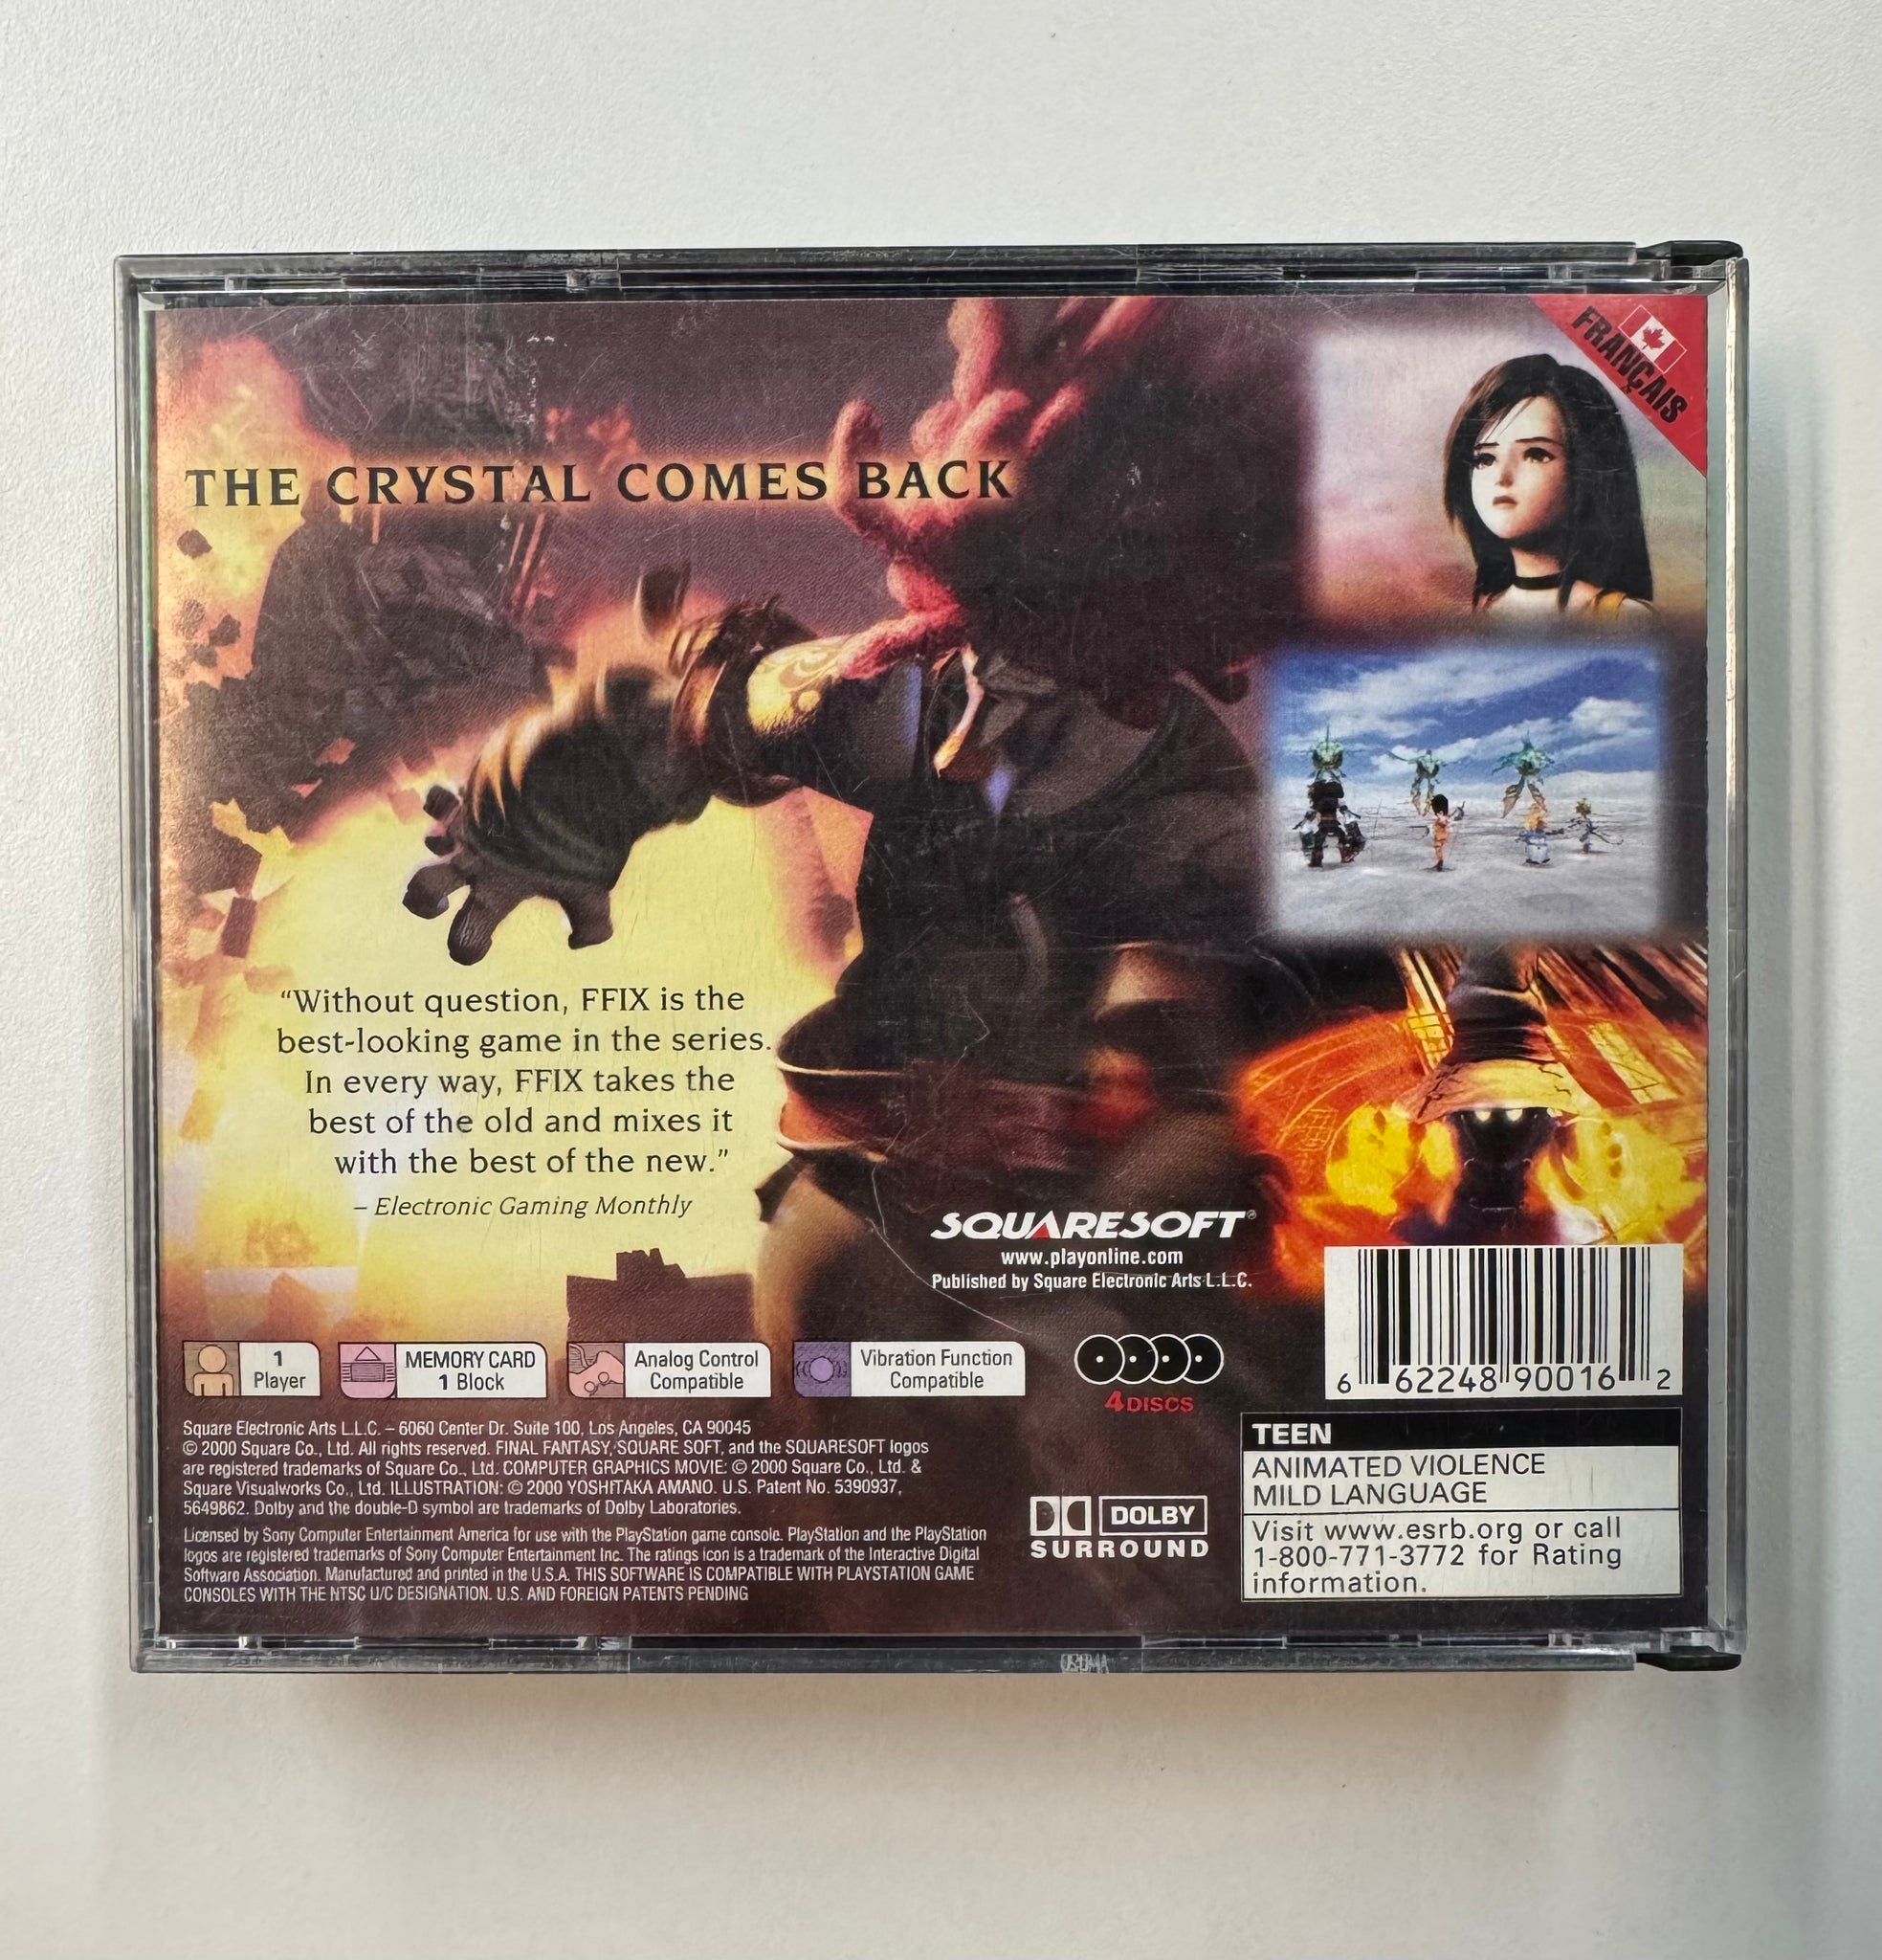 FRANÇAIS
THE CRYSTAL COMES BACK
“Without question, FFIX is the
best-looking game in the series.
In every way, FFIX takes the
best of the old and mixes it
with the best of the new.”
– Electronic Gaming Monthly
SQUARESOFT®
www.playonline.com
Published by Square Electronic Arts L.L.C.
1
Player
MEMORY CARD
1 Block
Analog Control
Compatible
Vibration Function
Compatible
4 DISCS
6 62248 90016 2
Square Electronic Arts L.L.C. – 6060 Center Dr. Suite 100, Los Angeles, CA 90045
© 2000 Square Co., Ltd. All rights reserved. FINAL FANTASY, SQUARE SOFT, and the SQUARESOFT logos
are registered trademarks of Square Co., Ltd. COMPUTER GRAPHICS MOVIE: © 2000 Square Co., Ltd. &
Square Visualworks Co., Ltd. ILLUSTRATION: © 2000 YOSHITAKA AMANO. U.S. Patent No. 5390937,
5649862. Dolby and the double-D symbol are trademarks of Dolby Laboratories.
Licensed by Sony Computer Entertainment America for use with the PlayStation game console. PlayStation and the PlayStation
logos are registered trademarks of Sony Computer Entertainment Inc. The ratings icon is a trademark of the Interactive Digital
Software Association. Manufactured and printed in the U.S.A. THIS SOFTWARE IS COMPATIBLE WITH PLAYSTATION GAME
CONSOLES WITH THE NTSC U/C DESIGNATION. U.S. AND FOREIGN PATENTS PENDING
DOLBY
SURROUND
TEEN
ANIMATED VIOLENCE
MILD LANGUAGE
Visit www.esrb.org or call
1-800-771-3772 for Rating
information.